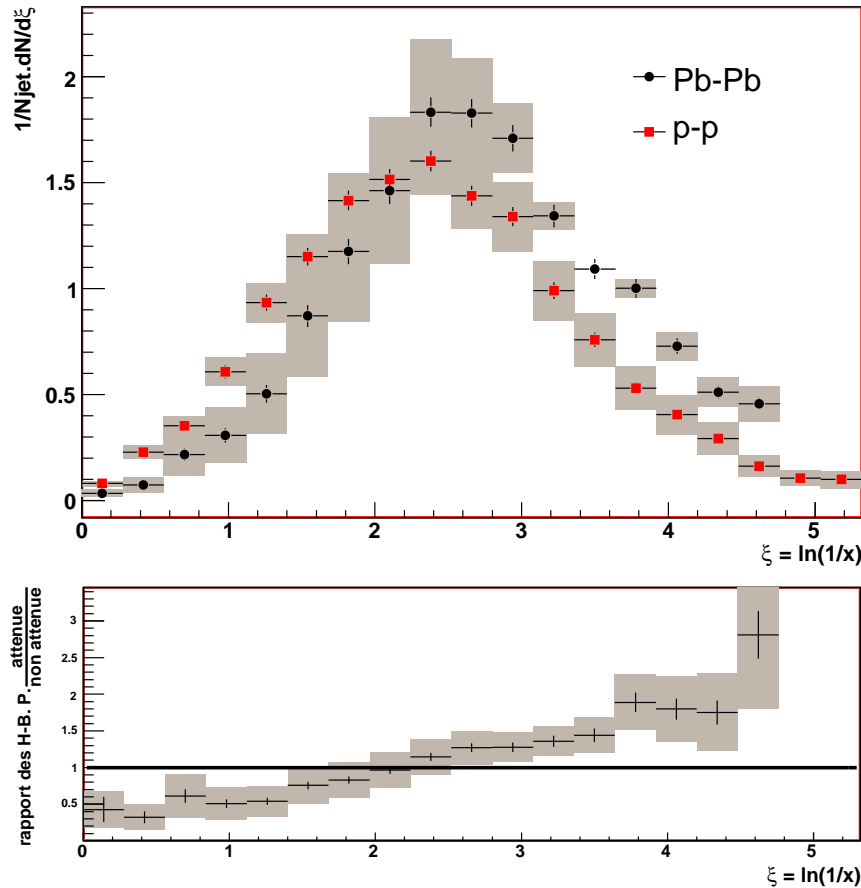 1/Njet.dN/dξ
2
1.5
1
0.5
0
Pb-Pb
p-p
0 1 2 3 4 5
ξ = ln(1/x)
rapport des H-B. P. attenue
non attenue
3
2.5
2
1.5
1
0.5
0 1 2 3 4 5
ξ = ln(1/x)